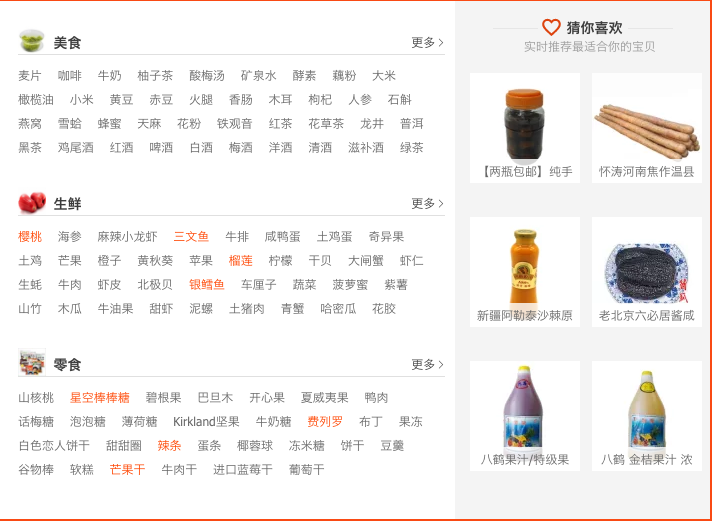 美食 更多
麦片 咖啡 牛奶 柚子茶 酸梅汤 矿泉水 酵素 藕粉 大米
橄榄油 小米 黄豆 赤豆 火腿 香肠 木耳 枸杞 人参 石斛
燕窝 雪蛤 蜂蜜 天麻 花粉 铁观音 红茶 花草茶 龙井 普洱
黑茶 鸡尾酒 红酒 啤酒 白酒 梅酒 洋酒 清酒 滋补酒 绿茶
生鲜 更多
樱桃 海参 麻辣小龙虾 三文鱼 牛排 咸鸭蛋 土鸡蛋 奇异果
土鸡 芒果 橙子 黄秋葵 苹果 榴莲 柠檬 干贝 大闸蟹 虾仁
生蚝 牛肉 虾皮 北极贝 银鳕鱼 车厘子 蔬菜 菠萝蜜 紫薯
山竹 木瓜 牛油果 甜虾 泥螺 土猪肉 青蟹 哈密瓜 花胶
零食 更多
山核桃 星空棒棒糖 碧根果 巴旦木 开心果 夏威夷果 鸭肉
话梅糖 泡泡糖 薄荷糖 Kirkland坚果 牛奶糖 费列罗 布丁 果冻
白色恋人饼干 甜甜圈 辣条 蛋条 椰蓉球 冻米糖 饼干 豆羹
谷物棒 软糕 芒果干 牛肉干 进口蓝莓干 葡萄干
猜你喜欢
实时推荐最适合你的宝贝
【两瓶包邮】纯手 怀涛河南焦作温县
新疆阿勒泰沙棘原 老北京六必居酱咸
八鹤果汁/特级果 八鹤 金桔果汁 浓